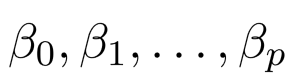 β₀, β₁, . . . , βₚ